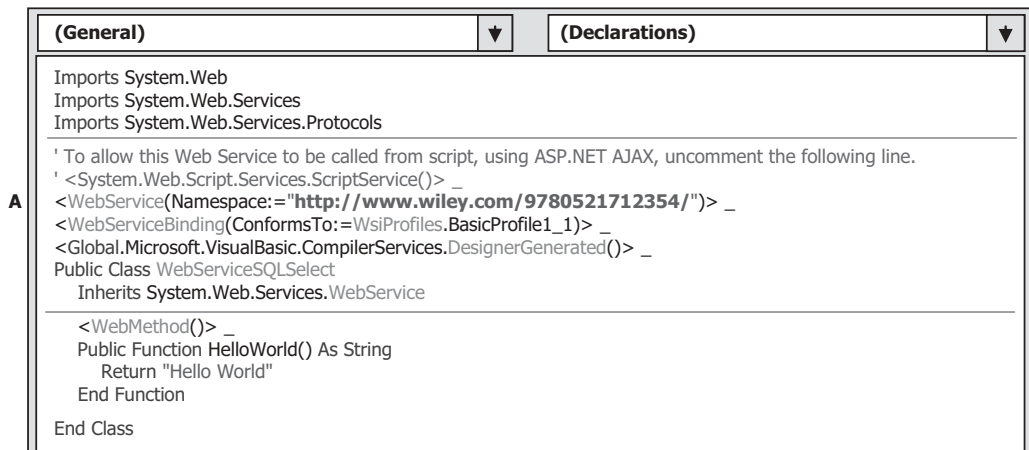 (General) (Declarations)
Imports System.Web
Imports System.Web.Services
Imports System.Web.Services.Protocols
' To allow this Web Service to be called from script, using ASP.NET AJAX, uncomment the following line.
' <System.Web.Script.Services.ScriptService()> _
A <WebService(Namespace:="http://www.wiley.com/9780521712354/")> _
<WebServiceBinding(ConformsTo:=WsiProfiles.BasicProfile1_1)> _
<Global.Microsoft.VisualBasic.CompilerServices.DesignerGenerated()> _
Public Class WebServiceSQLSelect
Inherits System.Web.Services.WebService
<WebMethod()> _
Public Function HelloWorld() As String
Return "Hello World"
End Function
End Class